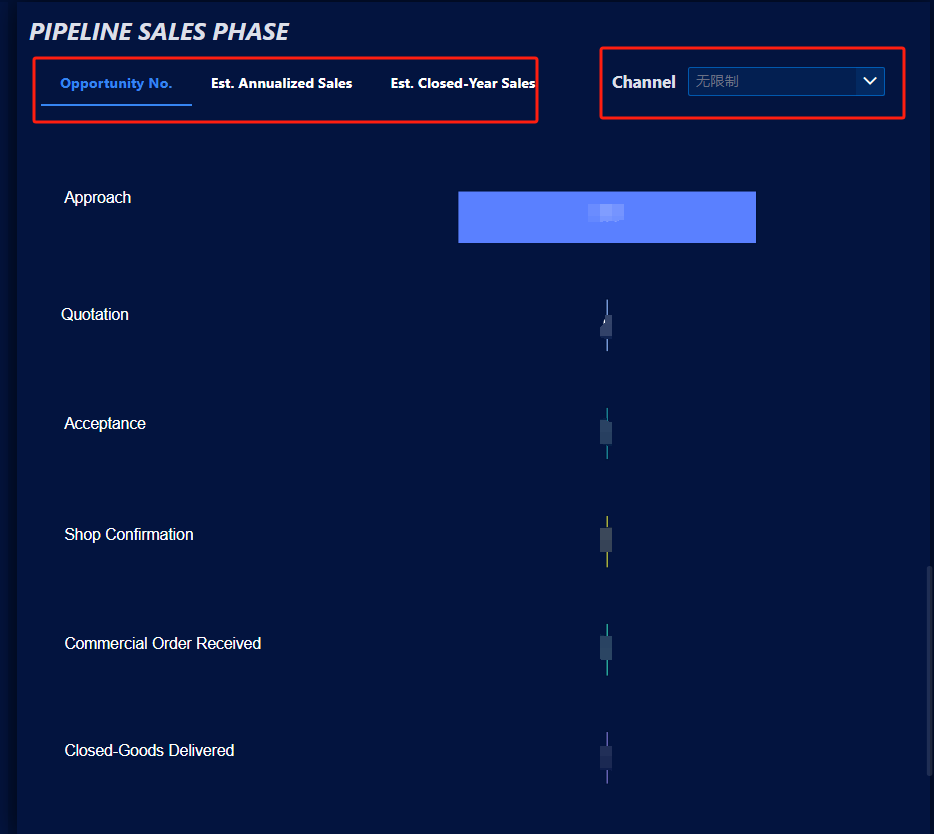 PIPELINE SALES PHASE
Opportunity No. Est. Annualized Sales Est. Closed-Year Sales Channel 无限制
Approach
Quotation
Acceptance
Shop Confirmation
Commercial Order Received
Closed-Goods Delivered